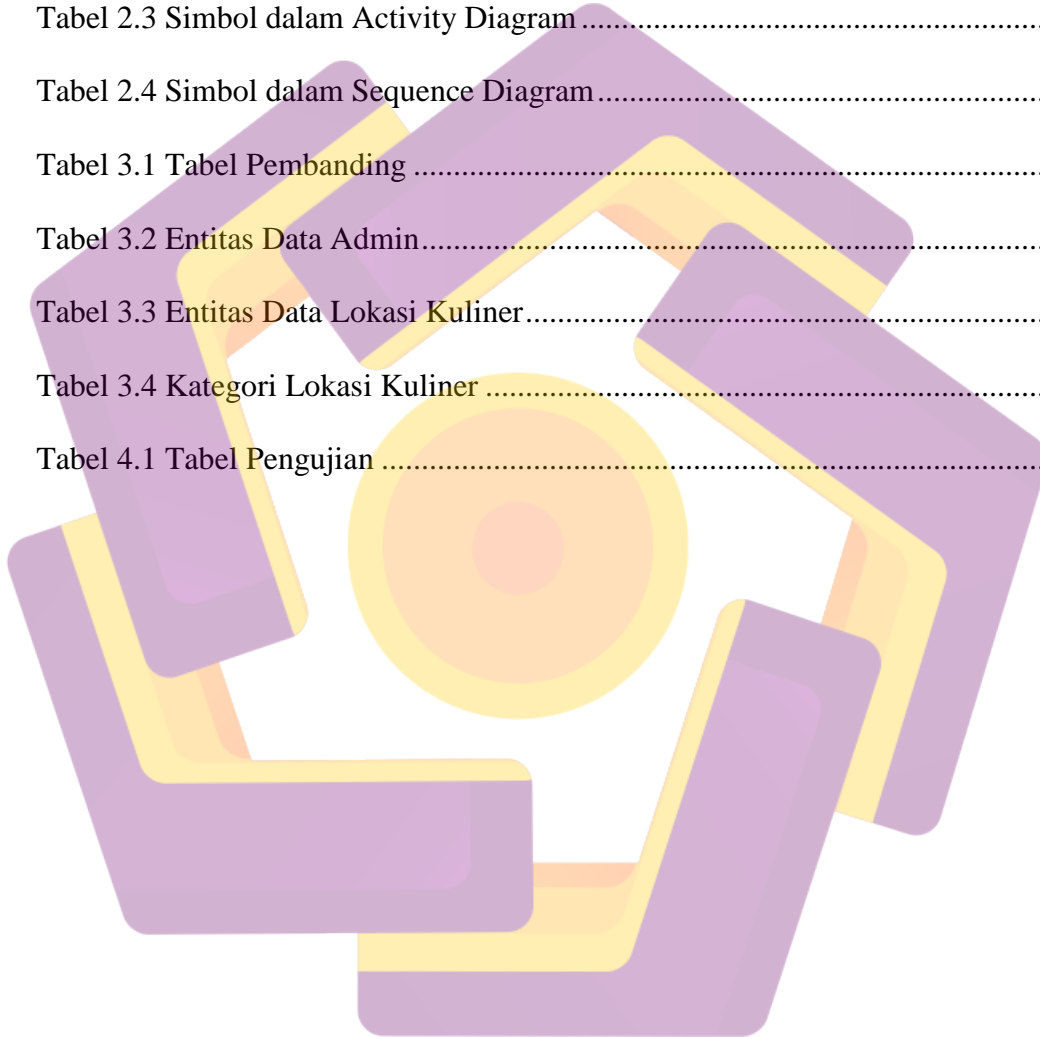 Tabel 2.3 Simbol dalam Activity Diagram ........................................................
Tabel 2.4 Simbol dalam Sequence Diagram ......................................................
Tabel 3.1 Tabel Pembanding .............................................................................
Tabel 3.2 Entitas Data Admin ............................................................................
Tabel 3.3 Entitas Data Lokasi Kuliner ...............................................................
Tabel 3.4 Kategori Lokasi Kuliner ....................................................................
Tabel 4.1 Tabel Pengujian .................................................................................